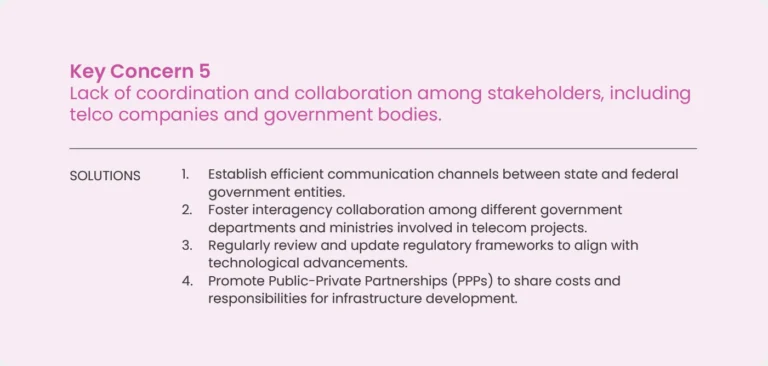 Key Concern 5
Lack of coordination and collaboration among stakeholders, including
telco companies and government bodies.
SOLUTIONS
1. Establish efficient communication channels between state and federal
government entities.
2. Foster interagency collaboration among different government
departments and ministries involved in telecom projects.
3. Regularly review and update regulatory frameworks to align with
technological advancements.
4. Promote Public-Private Partnerships (PPPs) to share costs and
responsibilities for infrastructure development.